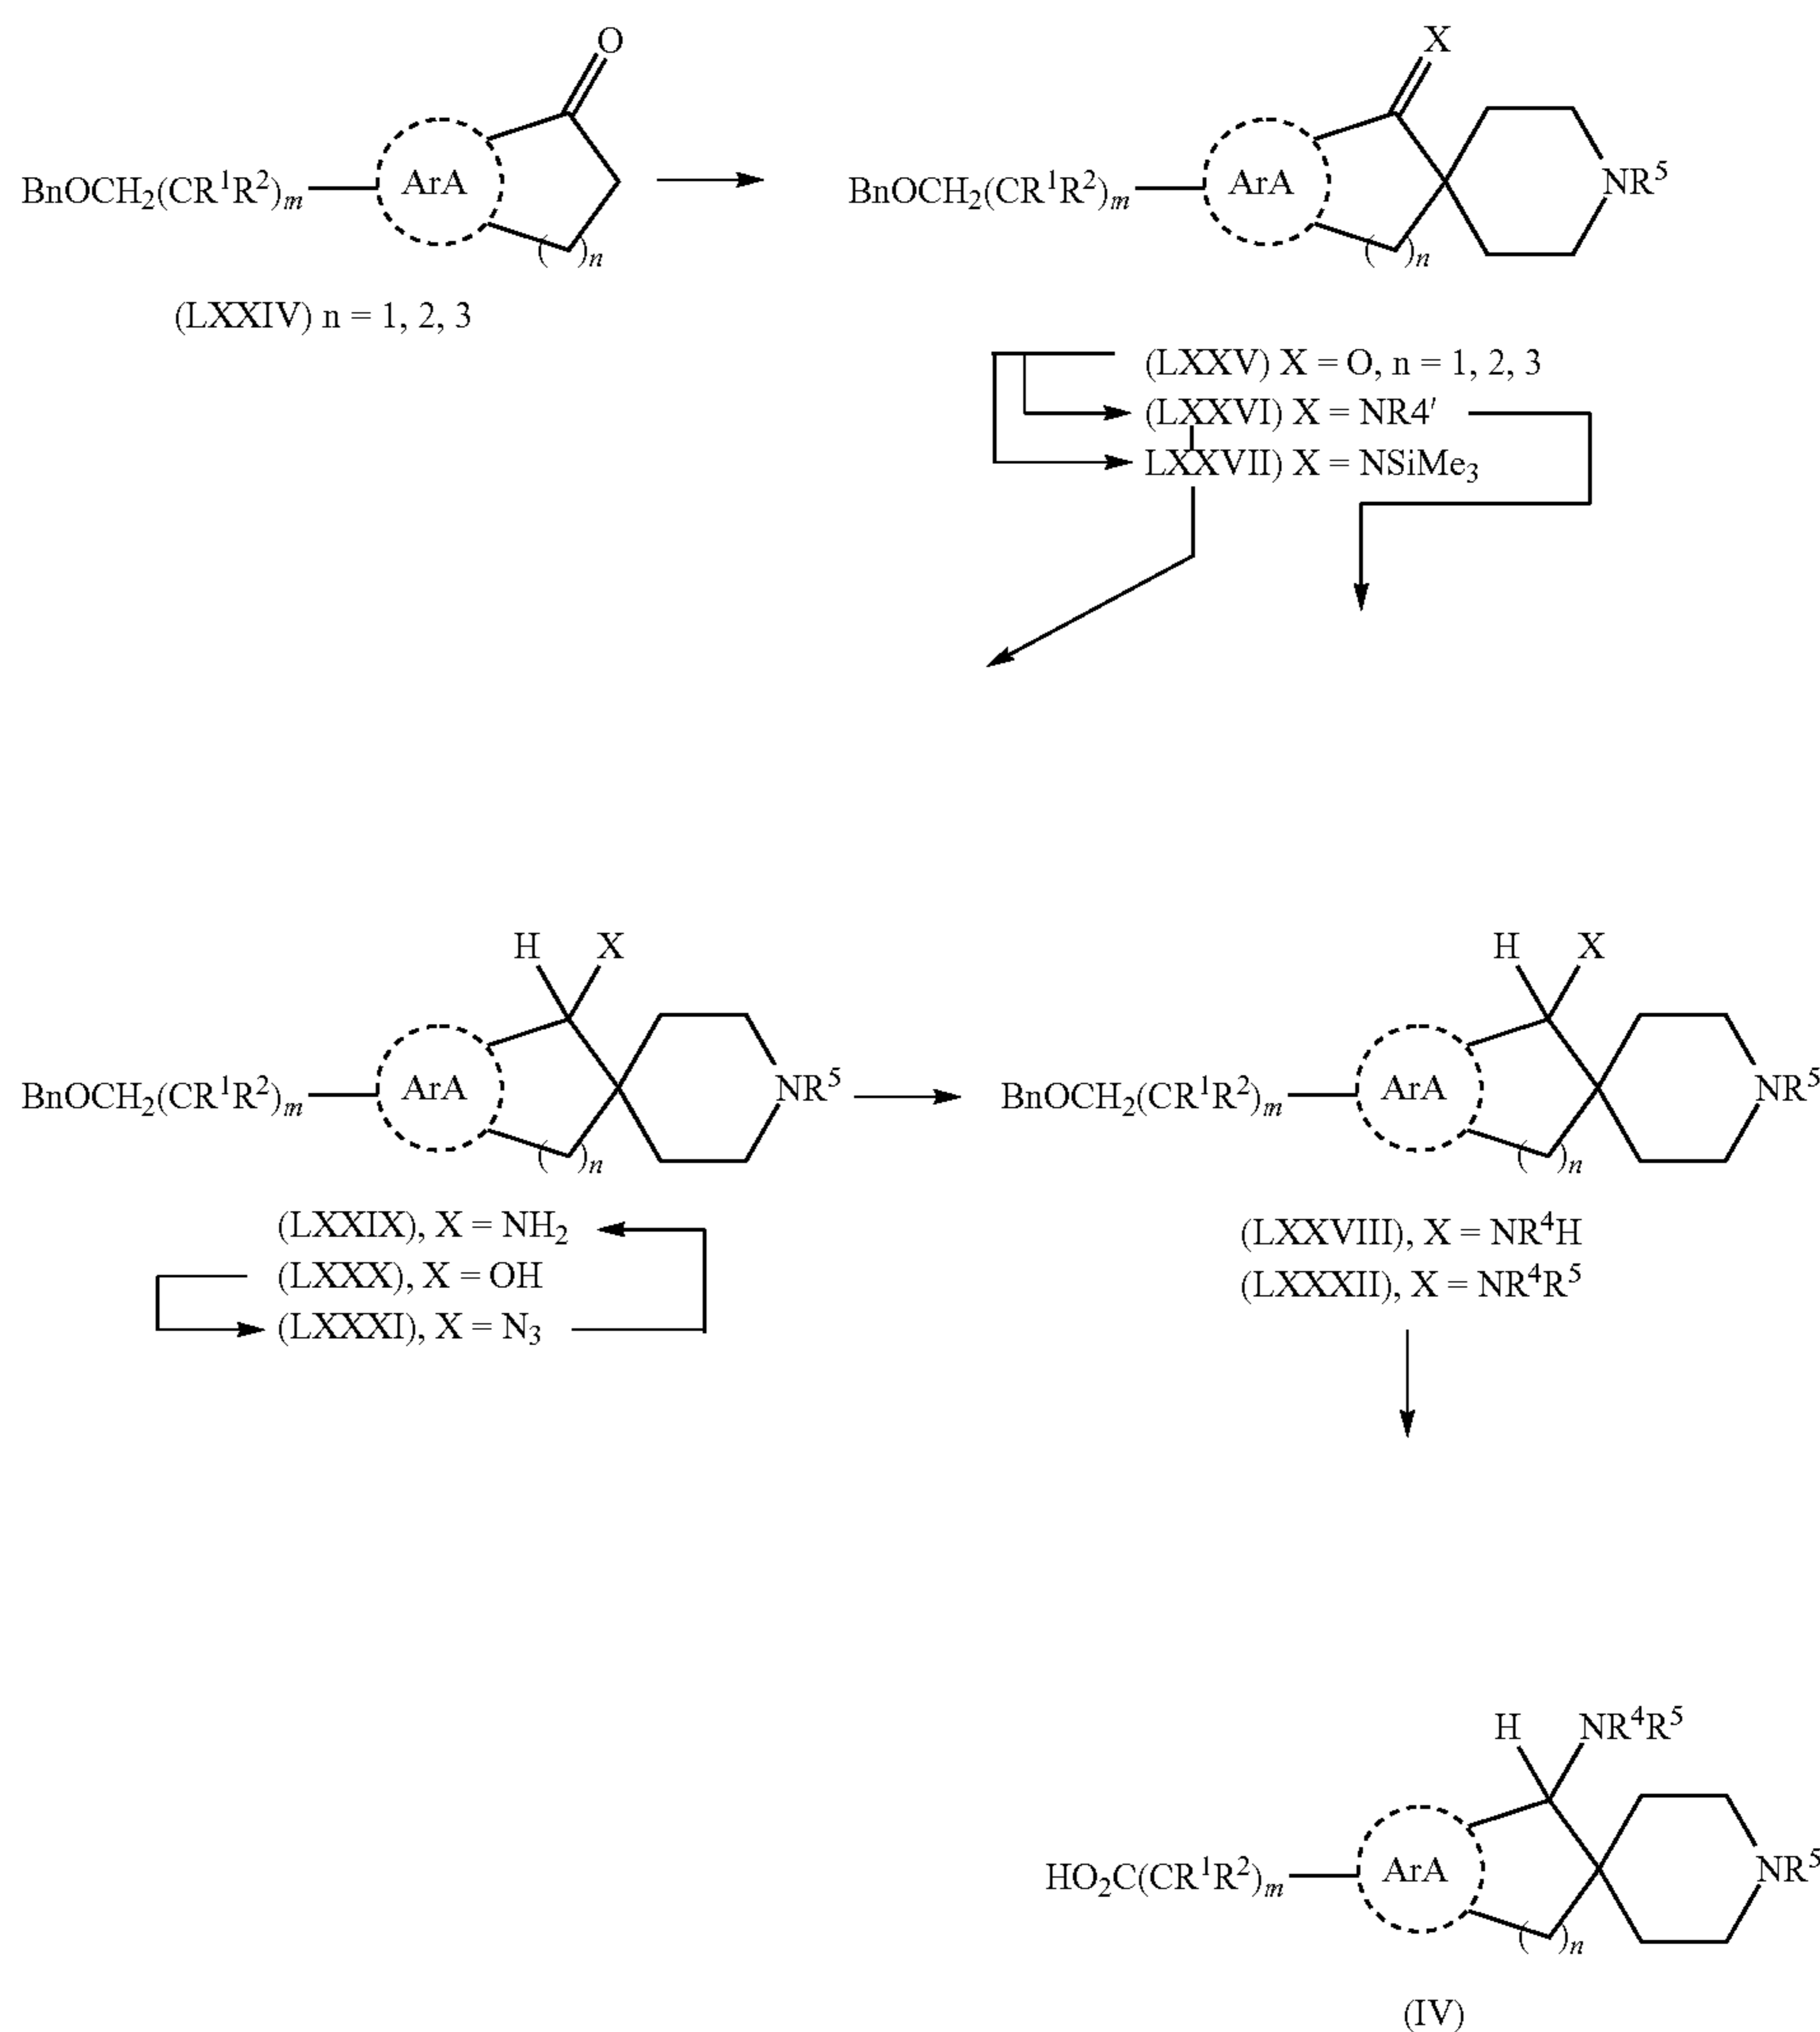 O
X
BnOCH₂(CR¹R²)ₘ ArA ( )ₙ
BnOCH₂(CR¹R²)ₘ ArA ( )ₙ NR⁵
(LXXIV) n = 1, 2, 3
(LXXV) X = O, n = 1, 2, 3
(LXXVI) X = NR4'
LXXVII) X = NSiMe₃
H X
H X
BnOCH₂(CR¹R²)ₘ ArA ( )ₙ NR⁵
BnOCH₂(CR¹R²)ₘ ArA ( )ₙ NR⁵
(LXXIX), X = NH₂
(LXXX), X = OH
(LXXXI), X = N₃
(LXXVIII), X = NR⁴H
(LXXXII), X = NR⁴R�5
H NR⁴R⁵
HO₂C(CR¹R²)ₘ ArA ( )ₙ NR⁵
(IV)